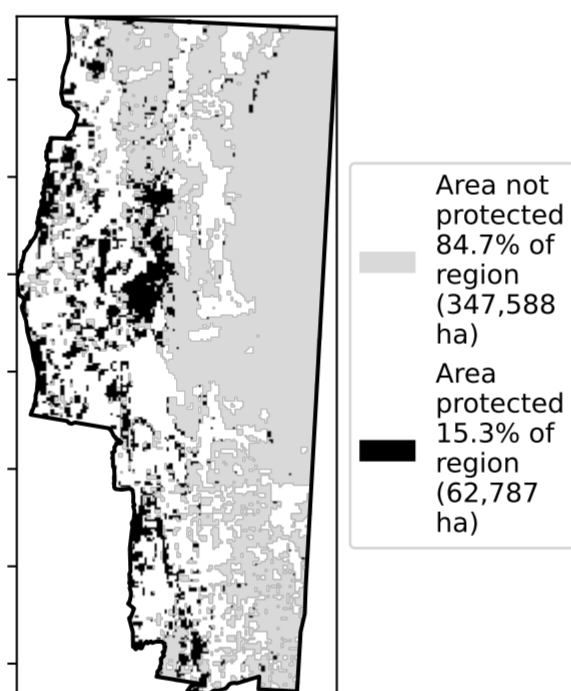 Area not
protected
84.7% of
region
(347,588
ha)
Area
protected
15.3% of
region
(62,787
ha)